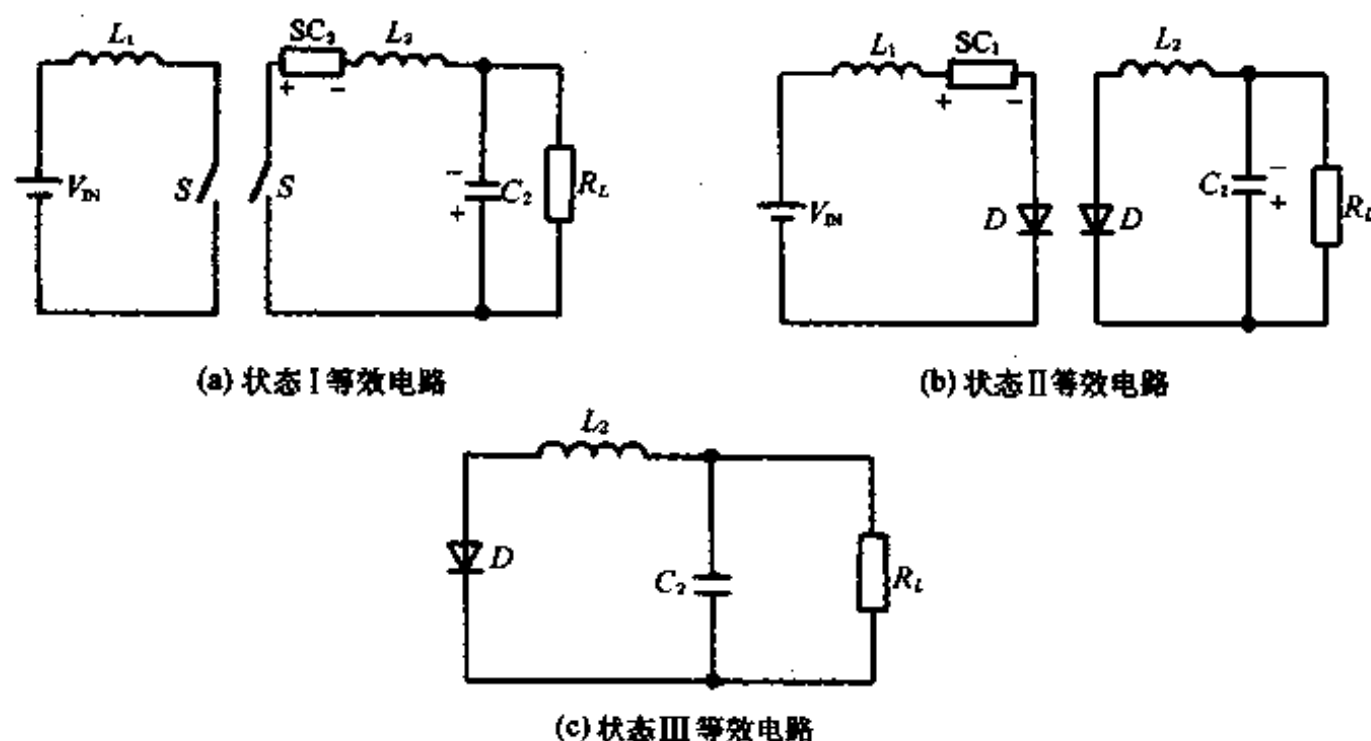 L₁
SC₂
L₂
+ −
V_IN
S
S
−
+
C₂
R_L
(a) 状态Ⅰ等效电路
L₁
SC₁
L₂
+ −
V_IN
D
D
C₂
−
+
R_L
(b) 状态Ⅱ等效电路
L₂
D
C₂
R_L
(c) 状态Ⅲ等效电路